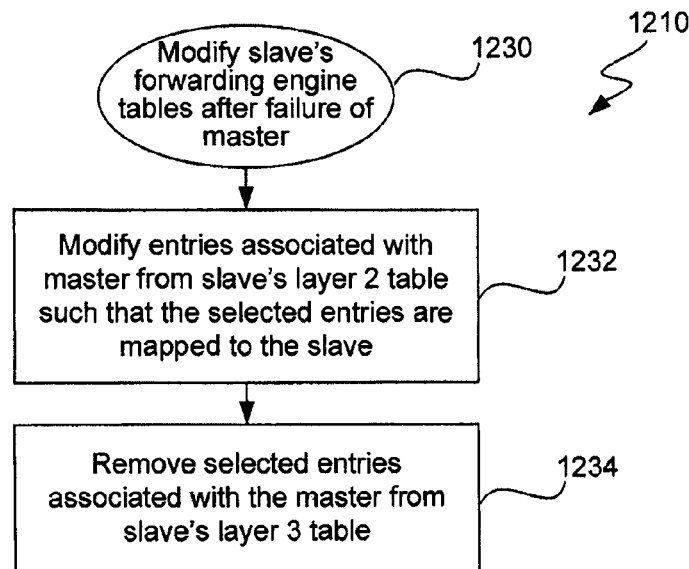 1210
Modify slave's
forwarding engine
tables after failure of
master
1230
Modify entries associated with
master from slave's layer 2 table
such that the selected entries are
mapped to the slave
1232
Remove selected entries
associated with the master from
slave's layer 3 table
1234